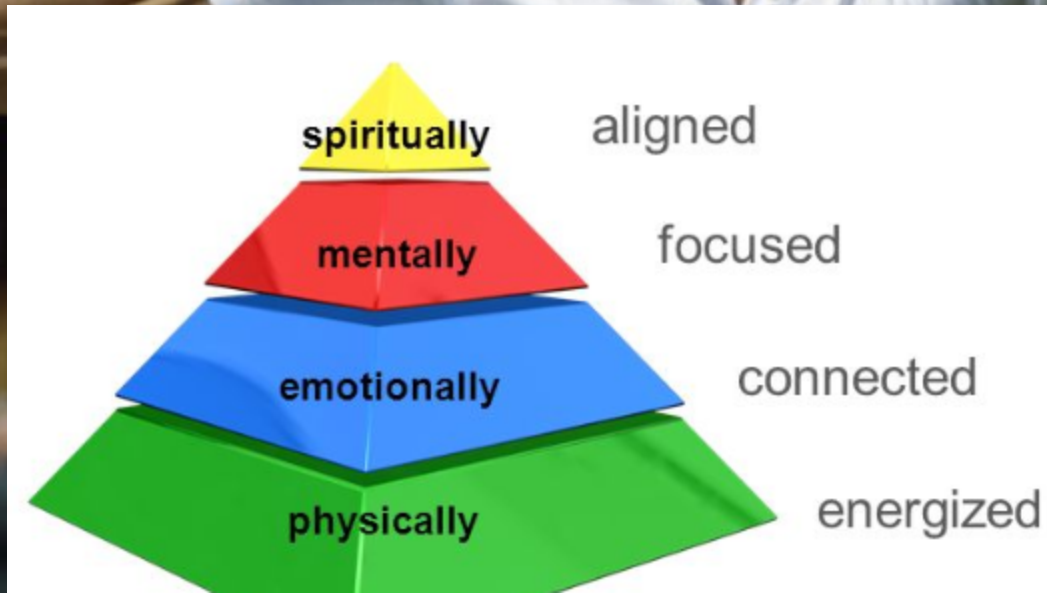 spiritually aligned
mentally focused
emotionally connected
physically energized